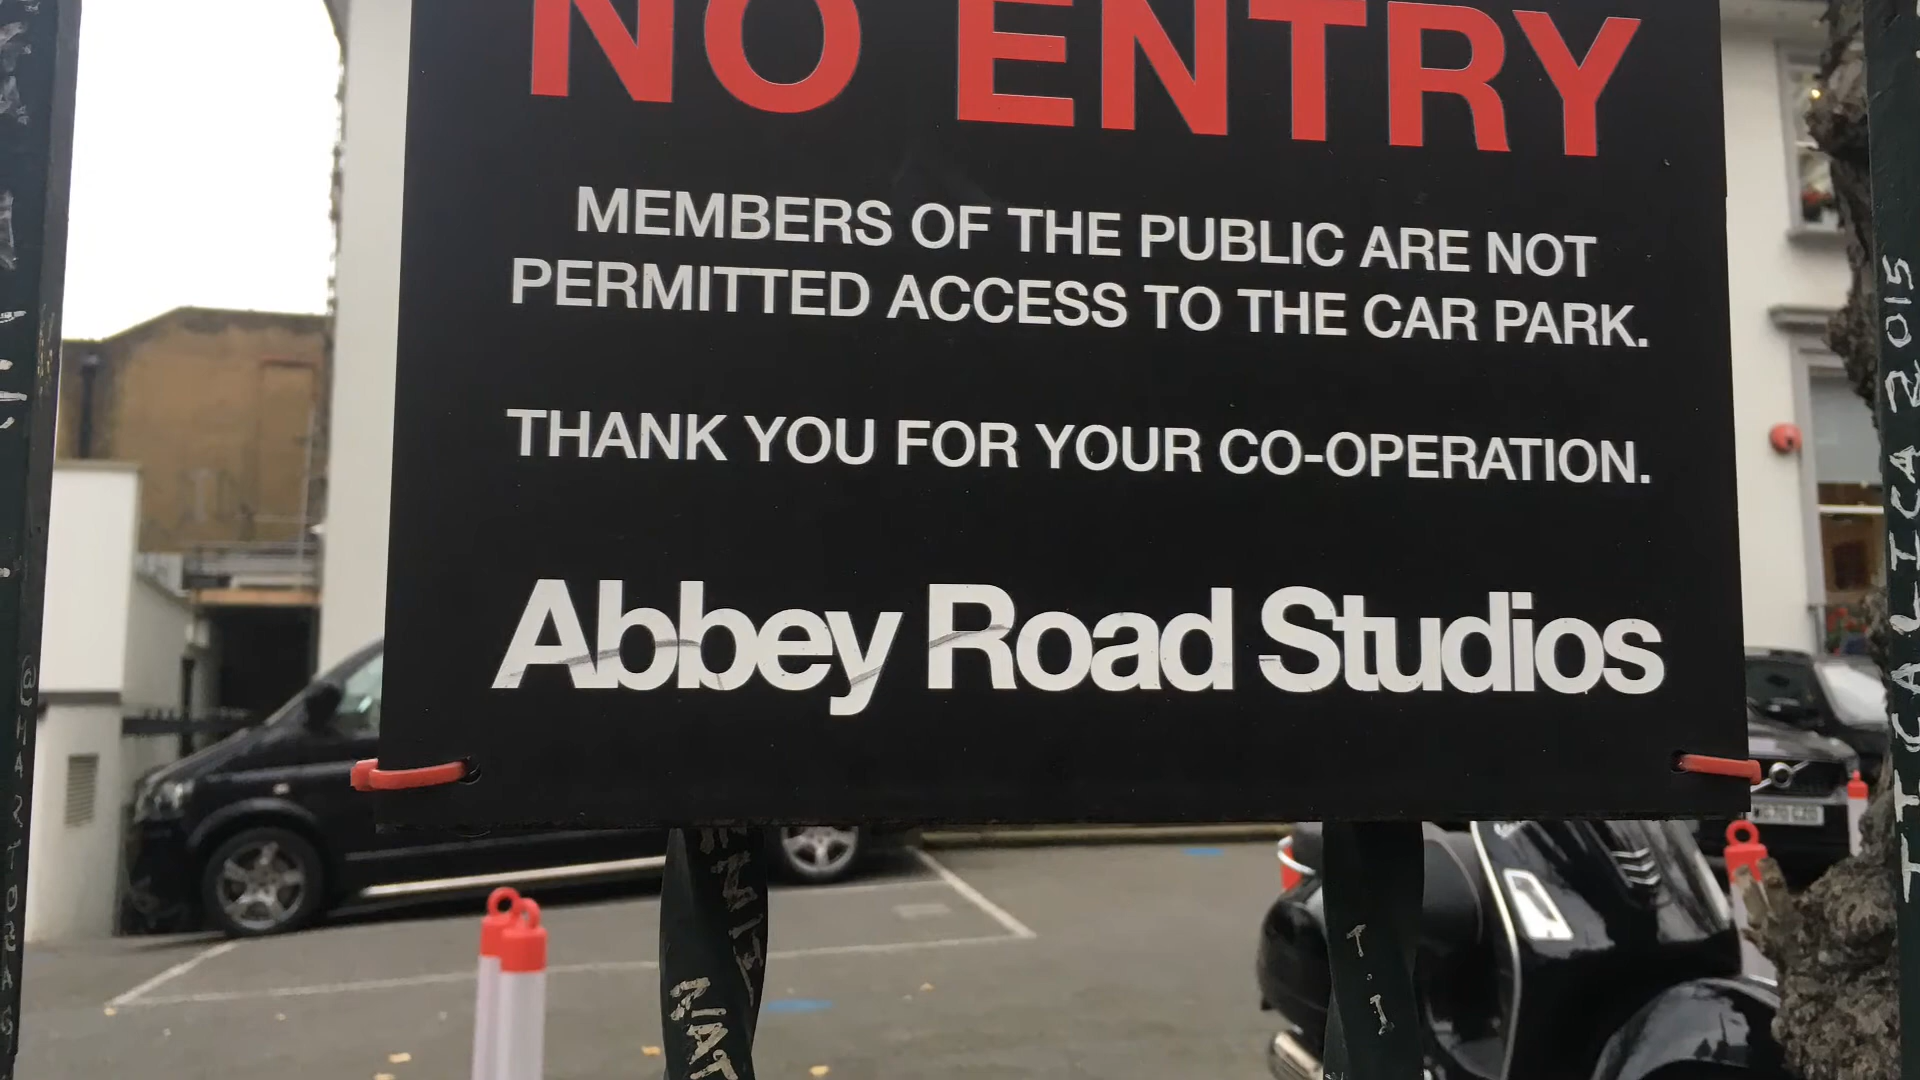 NO ENTRY
MEMBERS OF THE PUBLIC ARE NOT
PERMITTED ACCESS TO THE CAR PARK.
THANK YOU FOR YOUR CO-OPERATION.
Abbey Road Studios
2015